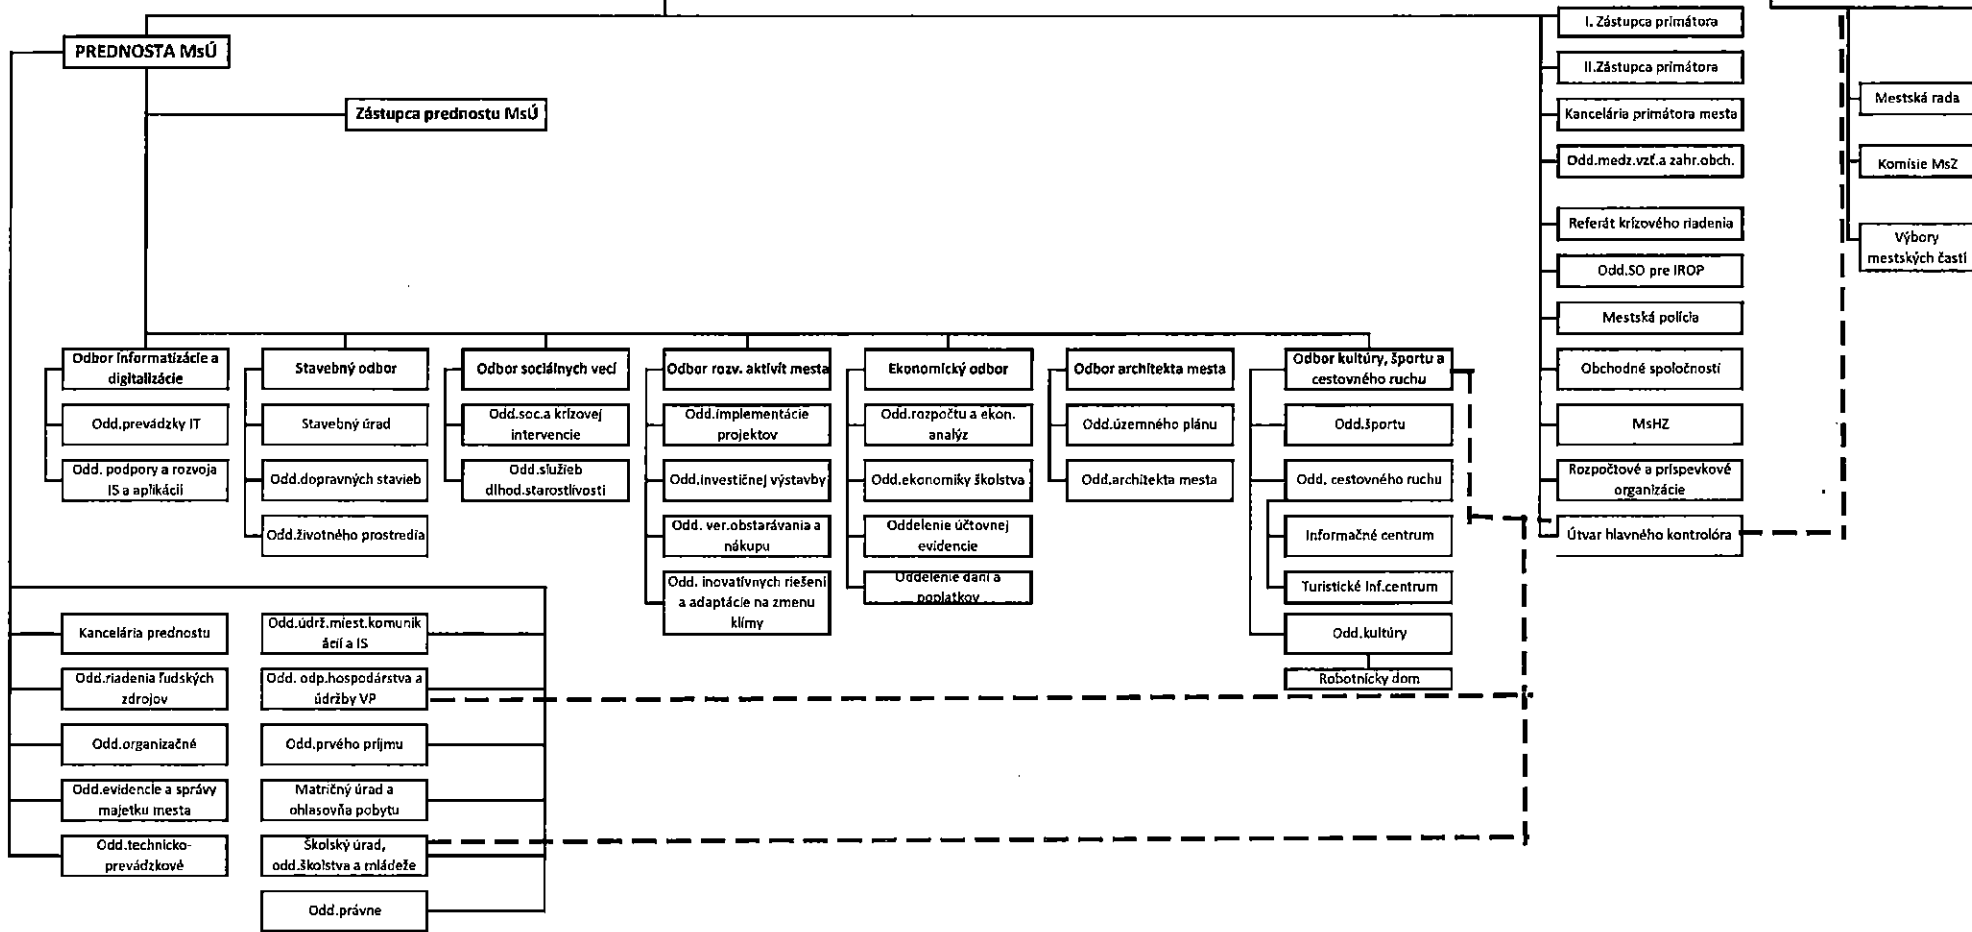 PREDNOSTA MsÚ
Zástupca prednostu MsÚ
I. Zástupca primátora
II.Zástupca primátora
Kancelária primátora mesta
Odd.medz.vzť.a zahr.obch.
Referát krízového riadenia
Odd.SO pre IROP
Mestská polícia
Obchodné spoločnosti
MsHZ
Rozpočtové a príspevkové
organizácie
Útvar hlavného kontrolóra
Mestská rada
Komisie MsZ
Výbory
mestských častí
Odbor informatizácie a
digitalizácie
Odd.prevádzky IT
Odd. podpory a rozvoja
IS a aplikácií
Stavebný odbor
Stavebný úrad
Odd.dopravných stavieb
Odd.životného prostredia
Odbor sociálnych vecí
Odd.soc.a krízovej
intervencie
Odd.služieb
dlhod.starostlivosti
Odbor rozv. aktivít mesta
Odd.implementácie
projektov
Odd.investičnej výstavby
Odd. ver.obstarávania a
nákupu
Odd. inovatívnych riešení
a adaptácie na zmenu
klímy
Ekonomický odbor
Odd.rozpočtu a ekon.
analýz
Odd.ekonomiky školstva
Oddelenie účtovnej
evidencie
Oddelenie daní a
poplatkov
Odbor architekta mesta
Odd.územného plánu
Odd.architekta mesta
Odbor kultúry, športu a
cestovného ruchu
Odd.športu
Odd. cestovného ruchu
Informačné centrum
Turistické inf.centrum
Odd.kultúry
Robotnícky dom
Kancelária prednostu
Odd.riadenia ľudských
zdrojov
Odd.organizačné
Odd.evidencie a správy
majetku mesta
Odd.technicko-
prevádzkové
Odd.údrž.miest.komunik
ácií a IS
Odd. odp.hospodárstva a
údržby VP
Odd.prvého príjmu
Matričný úrad a
ohlasovňa pobytu
Školský úrad,
odd.školstva a mládeže
Odd.právne